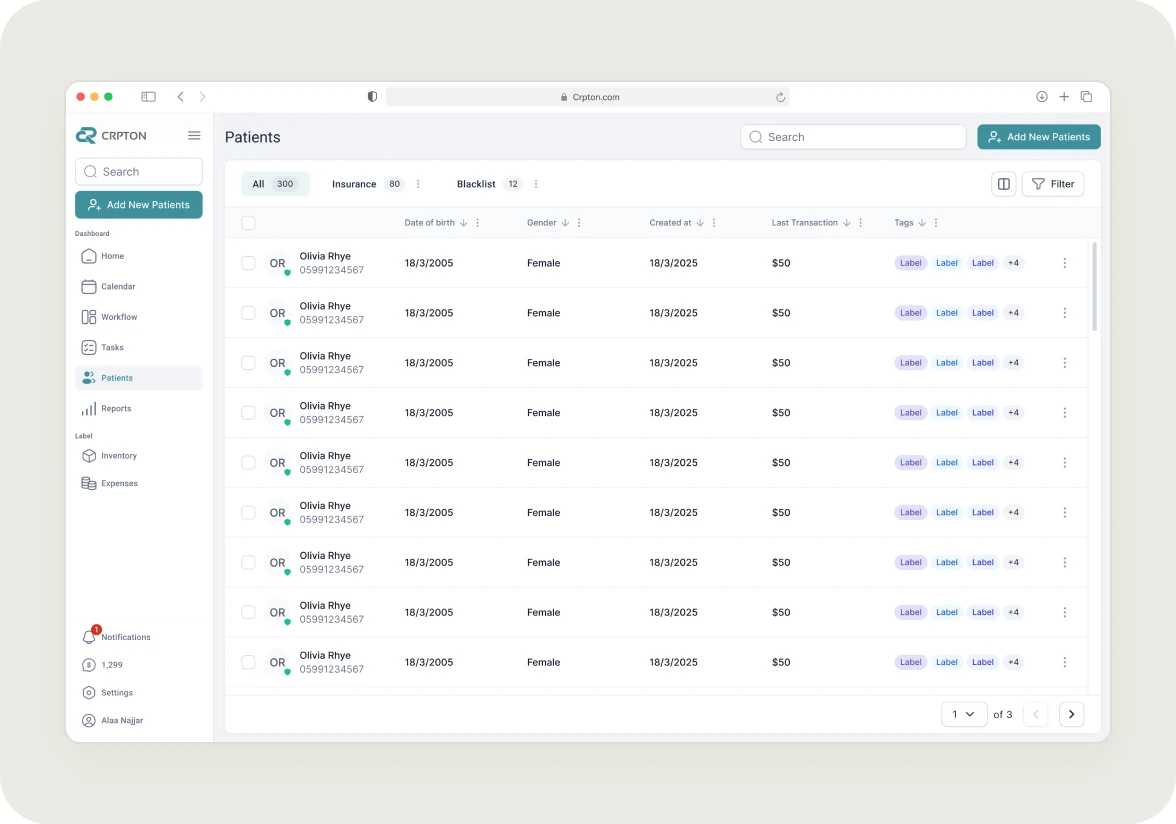 Crpton.com
CRPTON
Search
Add New Patients
Dashboard
Home
Calendar
Workflow
Tasks
Patients
Reports
Label
Inventory
Expenses
1
Notifications
$ 1,299
Settings
Alaa Najjar
Patients
Search
Add New Patients
All 300 Insurance 80 Blacklist 12 Filter
Date of birth Gender Created at Last Transaction Tags
OR Olivia Rhye 18/3/2005 Female 18/3/2025 $50 Label Label Label +4
05991234567
OR Olivia Rhye 18/3/2005 Female 18/3/2025 $50 Label Label Label +4
05991234567
OR Olivia Rhye 18/3/2005 Female 18/3/2025 $50 Label Label Label +4
05991234567
OR Olivia Rhye 18/3/2005 Female 18/3/2025 $50 Label Label Label +4
05991234567
OR Olivia Rhye 18/3/2005 Female 18/3/2025 $50 Label Label Label +4
05991234567
OR Olivia Rhye 18/3/2005 Female 18/3/2025 $50 Label Label Label +4
05991234567
OR Olivia Rhye 18/3/2005 Female 18/3/2025 $50 Label Label Label +4
05991234567
OR Olivia Rhye 18/3/2005 Female 18/3/2025 $50 Label Label Label +4
05991234567
OR Olivia Rhye 18/3/2005 Female 18/3/2025 $50 Label Label Label +4
05991234567
1 of 3